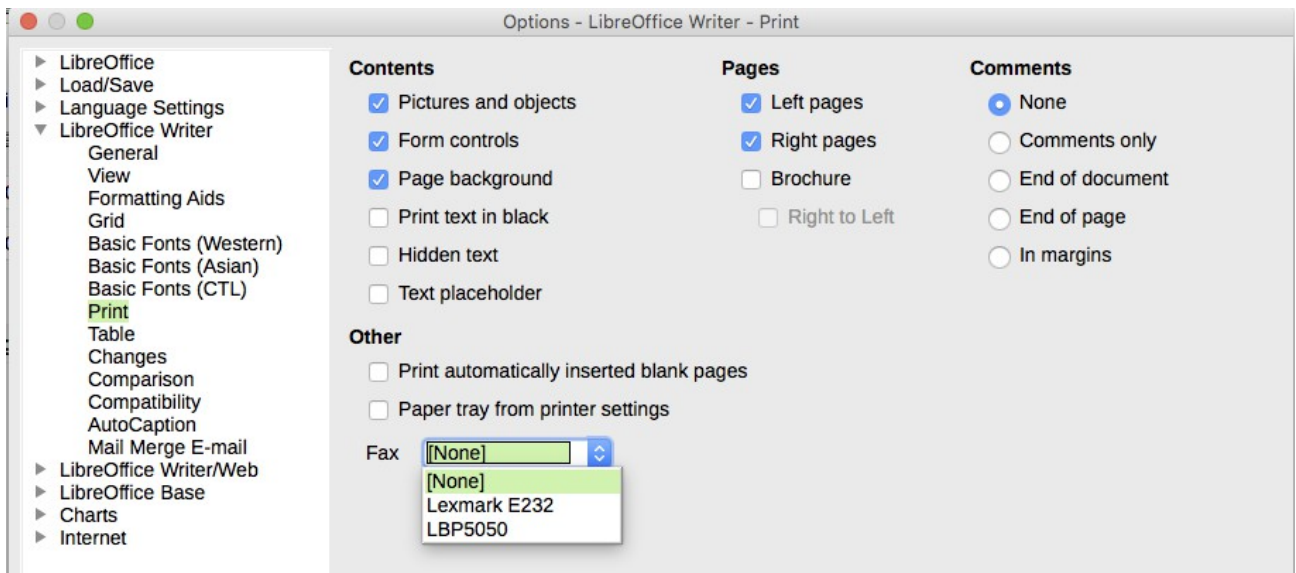 Options - LibreOffice Writer - Print
LibreOffice
Load/Save
Language Settings
LibreOffice Writer
General
View
Formatting Aids
Grid
Basic Fonts (Western)
Basic Fonts (Asian)
Basic Fonts (CTL)
Print
Table
Changes
Comparison
Compatibility
AutoCaption
Mail Merge E-mail
LibreOffice Writer/Web
LibreOffice Base
Charts
Internet
Contents
Pictures and objects
Form controls
Page background
Print text in black
Hidden text
Text placeholder
Pages
Left pages
Right pages
Brochure
Right to Left
Comments
None
Comments only
End of document
End of page
In margins
Other
Print automatically inserted blank pages
Paper tray from printer settings
Fax [None]
[None]
Lexmark E232
LBP5050